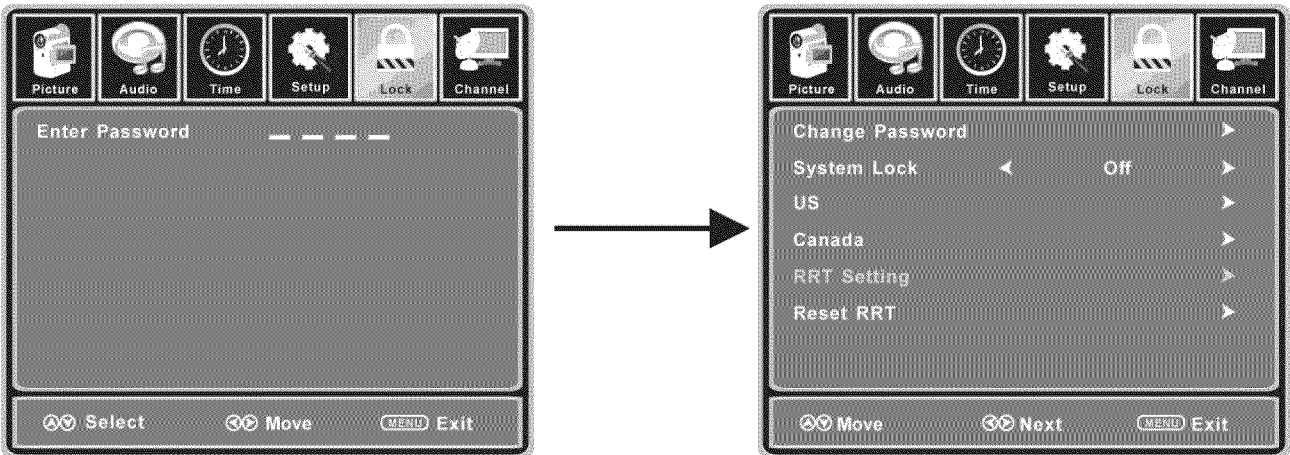 Picture Audio Time Setup Lock Channel
Enter Password _ _ _ _
Select Move MENU Exit
Picture Audio Time Setup Lock Channel
Change Password
System Lock Off
US
Canada
RRT Setting
Reset RRT
Move Next MENU Exit